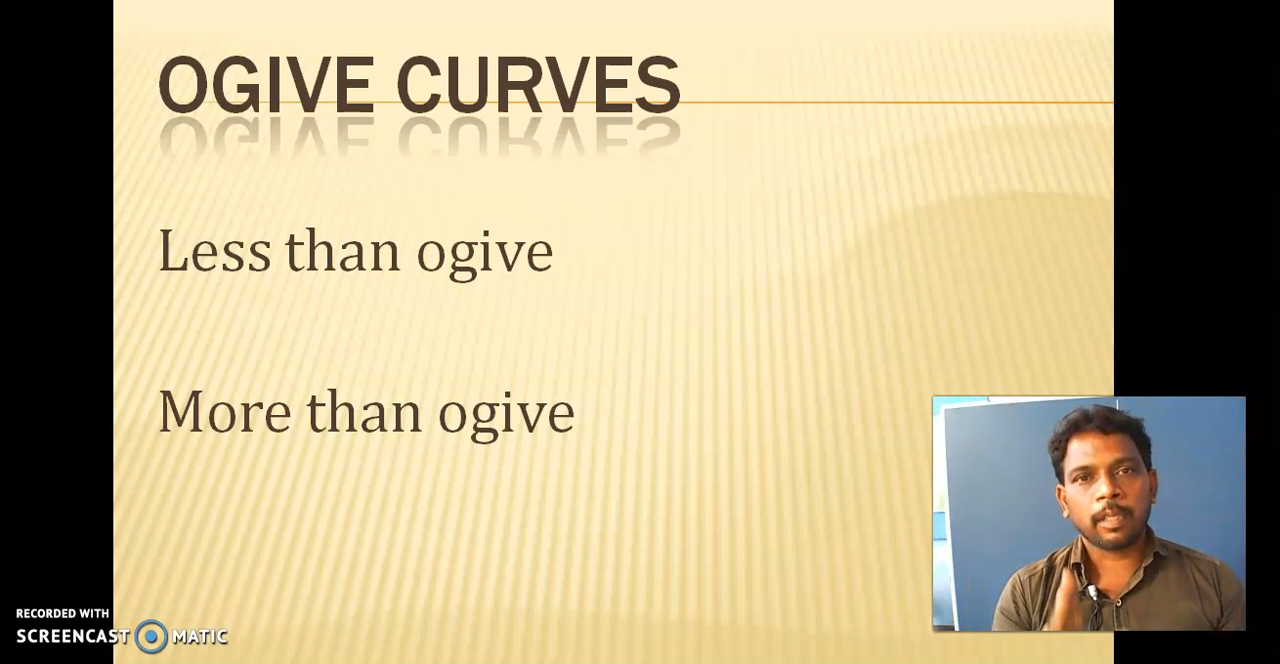 OGIVE CURVES
Less than ogive
More than ogive
RECORDED WITH
SCREENCAST MATIC